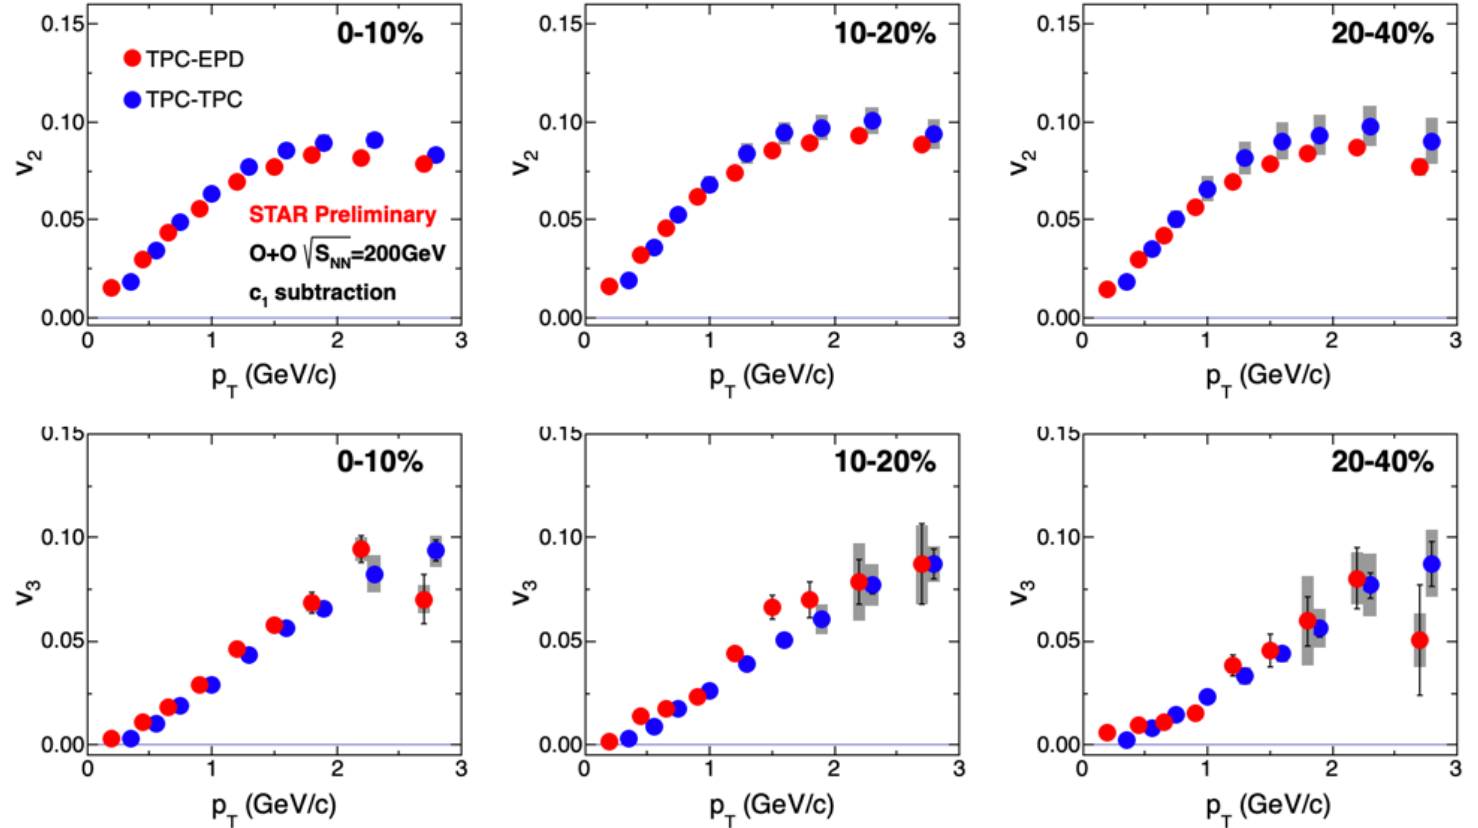 0.15
0-10%
TPC-EPD
TPC-TPC
0.10
v2
0.05
STAR Preliminary
O+O √SNN=200GeV
c1 subtraction
0.00
0 1 2 3
pT (GeV/c)
0.15
10-20%
0.10
v2
0.05
0.00
0 1 2 3
pT (GeV/c)
0.15
20-40%
0.10
v2
0.05
0.00
0 1 2 3
pT (GeV/c)
0.15
0-10%
0.10
v3
0.05
0.00
0 1 2 3
pT (GeV/c)
0.15
10-20%
0.10
v3
0.05
0.00
0 1 2 3
pT (GeV/c)
0.15
20-40%
0.10
v3
0.05
0.00
0 1 2 3
pT (GeV/c)